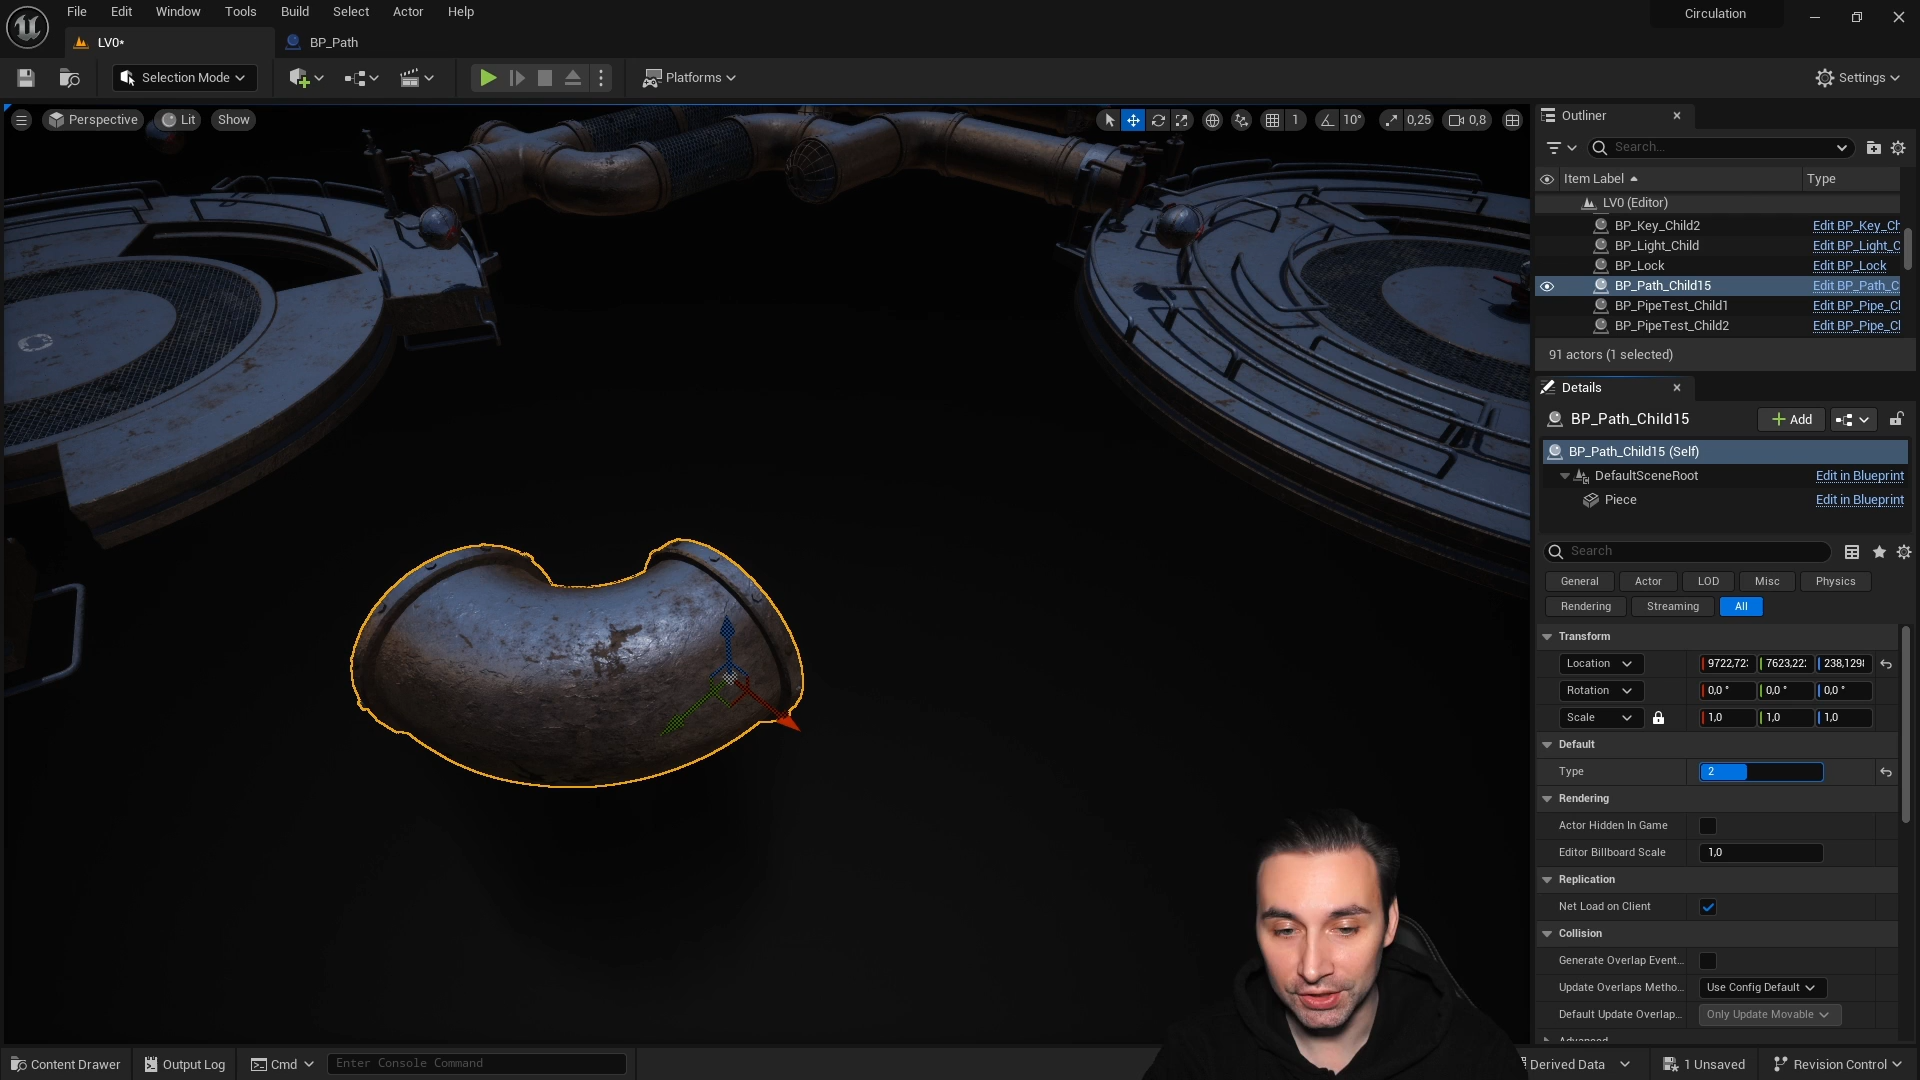 File Edit Window Tools Build Select Actor Help
Circulation
LV0*
BP_Path
Selection Mode
Platforms
Settings
Perspective
Lit
Show
1
10°
0,25
0,8
Outliner
Search...
Item Label
Type
LV0 (Editor)
BP_Key_Child2
Edit BP_Key_Ch
BP_Light_Child
Edit BP_Light_C
BP_Lock
Edit BP_Lock
BP_Path_Child15
Edit BP_Path_C
BP_PipeTest_Child1
Edit BP_Pipe_Cl
BP_PipeTest_Child2
Edit BP_Pipe_Cl
91 actors (1 selected)
Details
BP_Path_Child15
Add
BP_Path_Child15 (Self)
DefaultSceneRoot
Edit in Blueprint
Piece
Edit in Blueprint
Search
General
Actor
LOD
Misc
Physics
Rendering
Streaming
All
Transform
Location
9722,72
7623,22
238,129
Rotation
0,0 °
0,0 °
0,0 °
Scale
1,0
1,0
1,0
Default
Type
2
Rendering
Actor Hidden In Game
Editor Billboard Scale
1,0
Replication
Net Load on Client
Collision
Generate Overlap Event...
Update Overlaps Metho...
Use Config Default
Default Update Overlap...
Only Update Movable
Advanced
Content Drawer
Output Log
Cmd
Enter Console Command
Derived Data
1 Unsaved
Revision Control